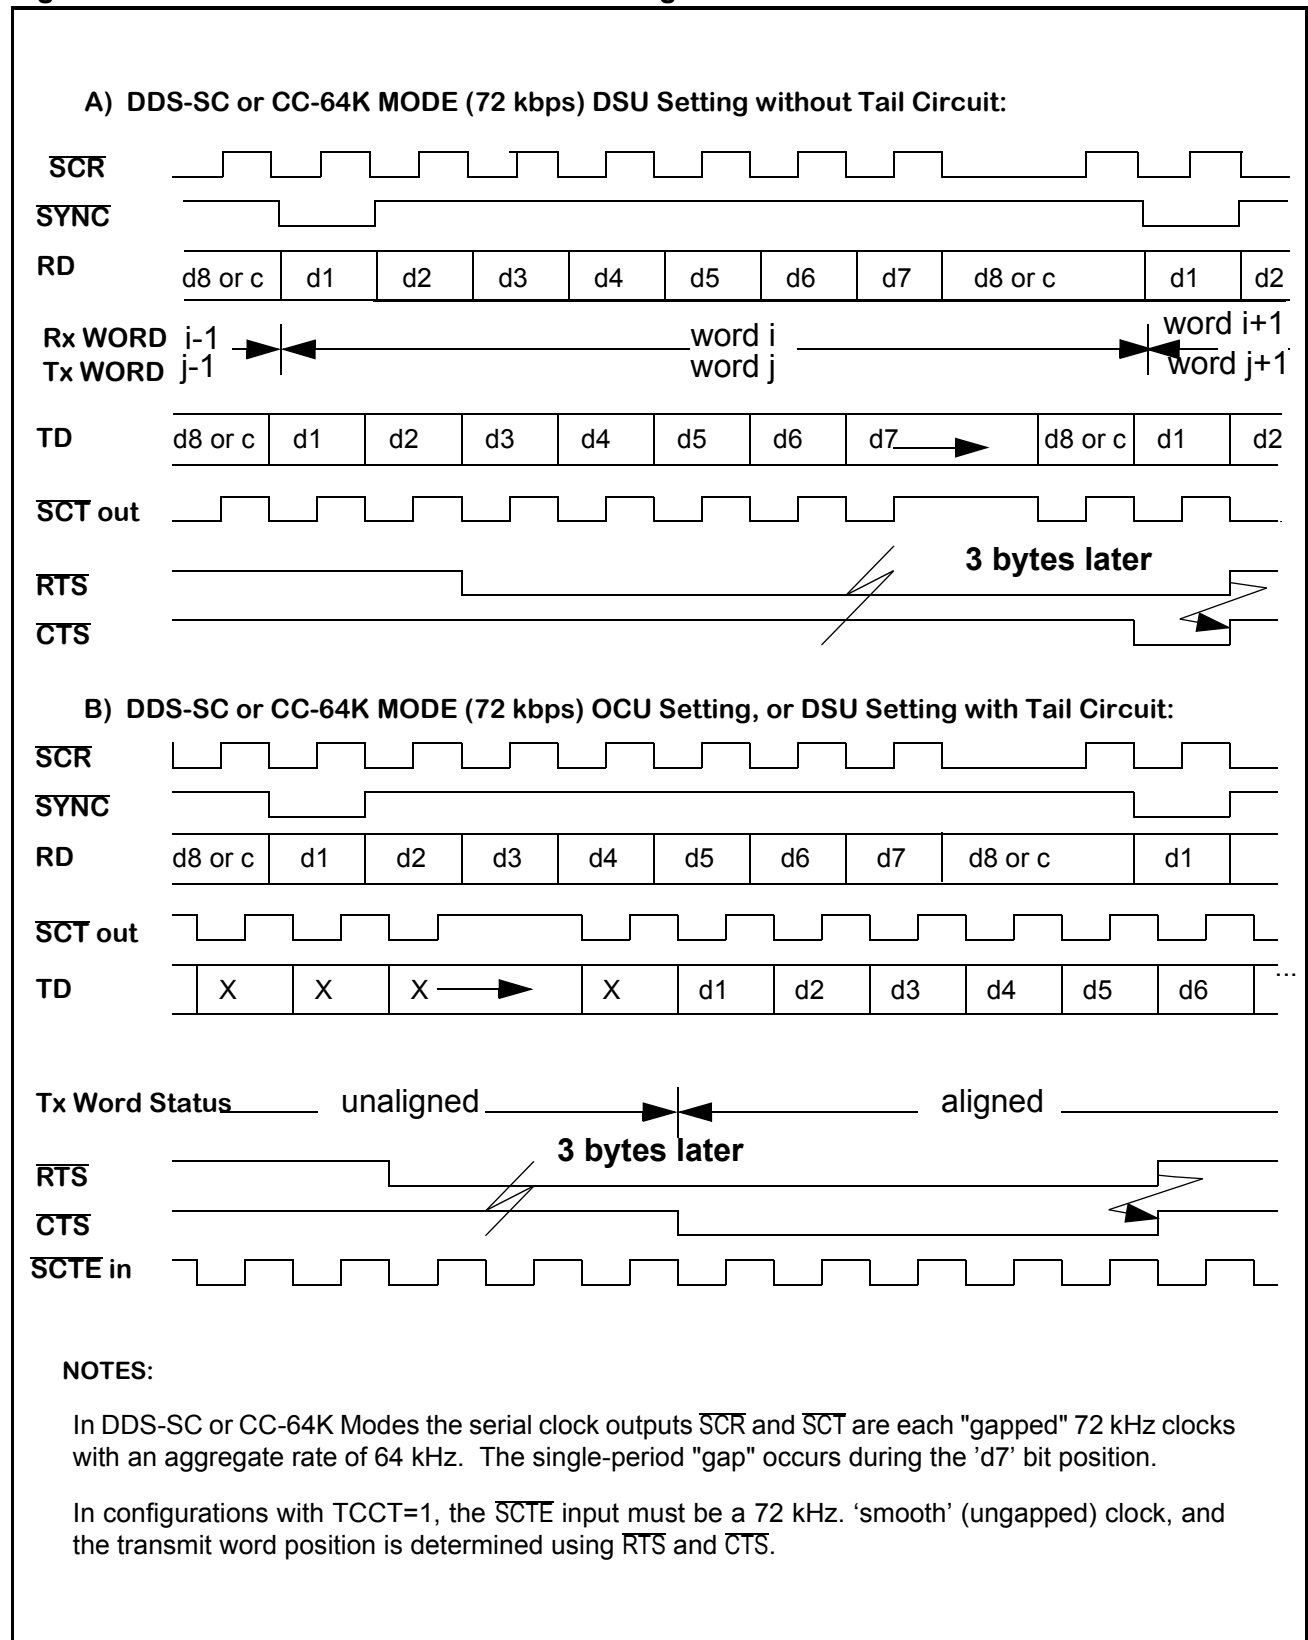 A) DDS-SC or CC-64K MODE (72 kbps) DSU Setting without Tail Circuit:
SCR
SYNC
RD d8 or c d1 d2 d3 d4 d5 d6 d7 d8 or c d1 d2
Rx WORD i-1 word i word i+1
Tx WORD j-1 word j word j+1
TD d8 or c d1 d2 d3 d4 d5 d6 d7 d8 or c d1 d2
SCT out
3 bytes later
RTS
CTS
B) DDS-SC or CC-64K MODE (72 kbps) OCU Setting, or DSU Setting with Tail Circuit:
SCR
SYNC
RD d8 or c d1 d2 d3 d4 d5 d6 d7 d8 or c d1
SCT out
TD X X X X d1 d2 d3 d4 d5 d6 ...
Tx Word Status unaligned aligned
3 bytes later
RTS
CTS
SCTE in
NOTES:
In DDS-SC or CC-64K Modes the serial clock outputs SCR and SCT are each "gapped" 72 kHz clocks
with an aggregate rate of 64 kHz. The single-period "gap" occurs during the ’d7’ bit position.
In configurations with TCCT=1, the SCTE input must be a 72 kHz. ‘smooth’ (ungapped) clock, and
the transmit word position is determined using RTS and CTS.